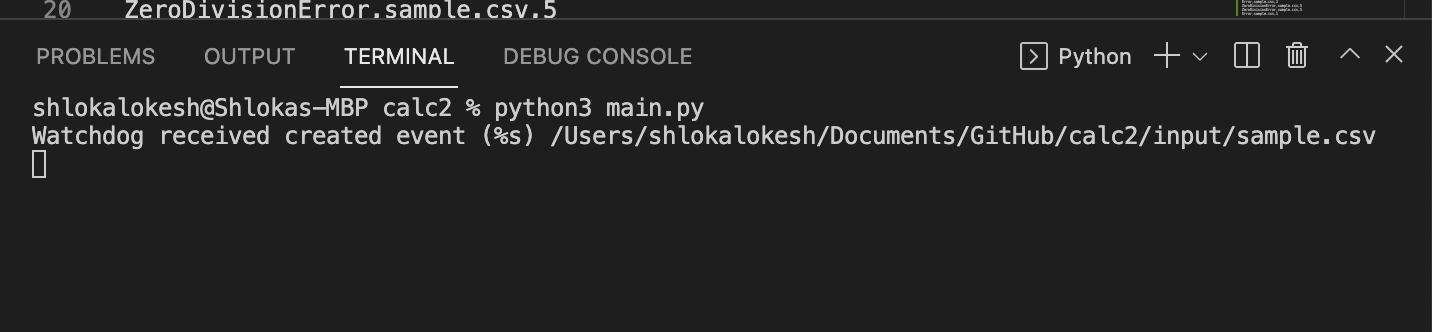 20 ZeroDivisionError,sample.csv,5
PROBLEMS OUTPUT TERMINAL DEBUG CONSOLE Python
shlokalokesh@Shlokas-MBP calc2 % python3 main.py
Watchdog received created event (%s) /Users/shlokalokesh/Documents/GitHub/calc2/input/sample.csv